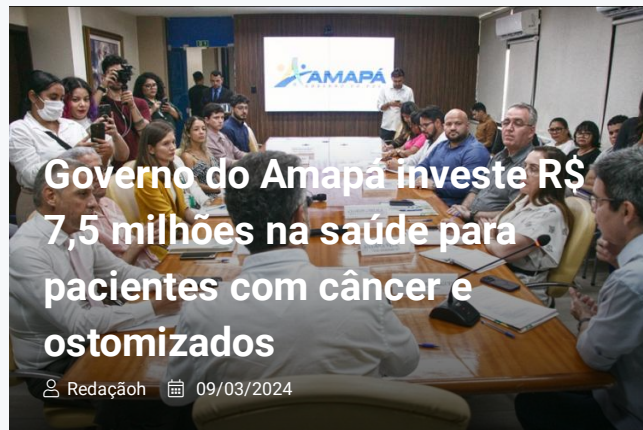 AMAPÁ
Governo do Amapá investe R$
7,5 milhões na saúde para
pacientes com câncer e
ostomizados
Redaçãoh 09/03/2024